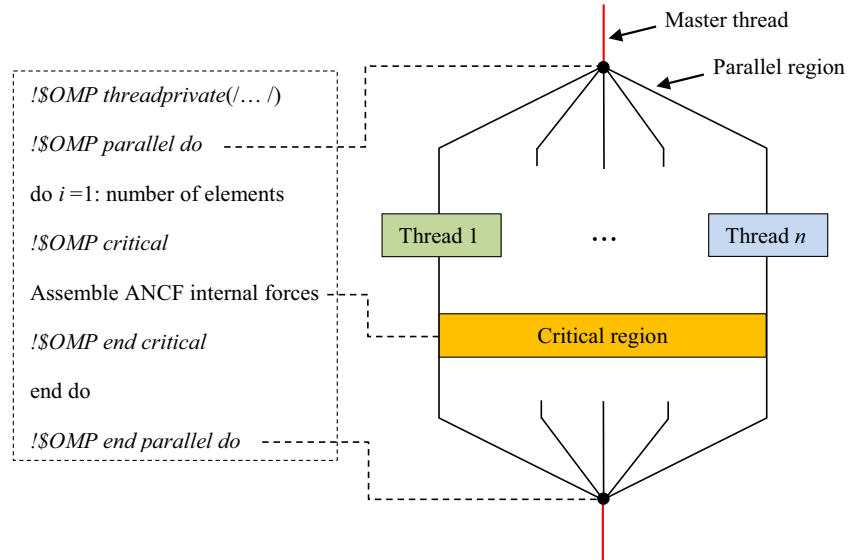 Master thread
Parallel region
!$OMP threadprivate(/… /)
!$OMP parallel do
do i =1: number of elements
!$OMP critical
Assemble ANCF internal forces
!$OMP end critical
end do
!$OMP end parallel do
Thread 1
…
Thread n
Critical region